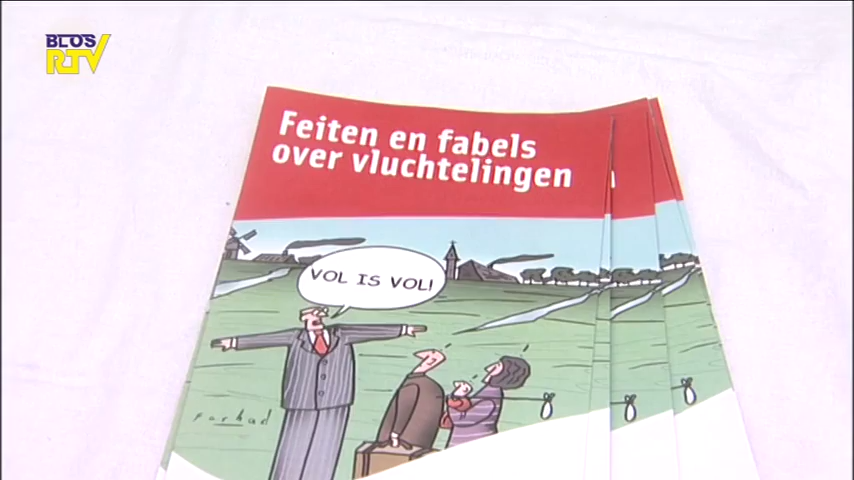 BLOS
RTV
Feiten en fabels
over vluchtelingen
VOL IS VOL!
Farhad